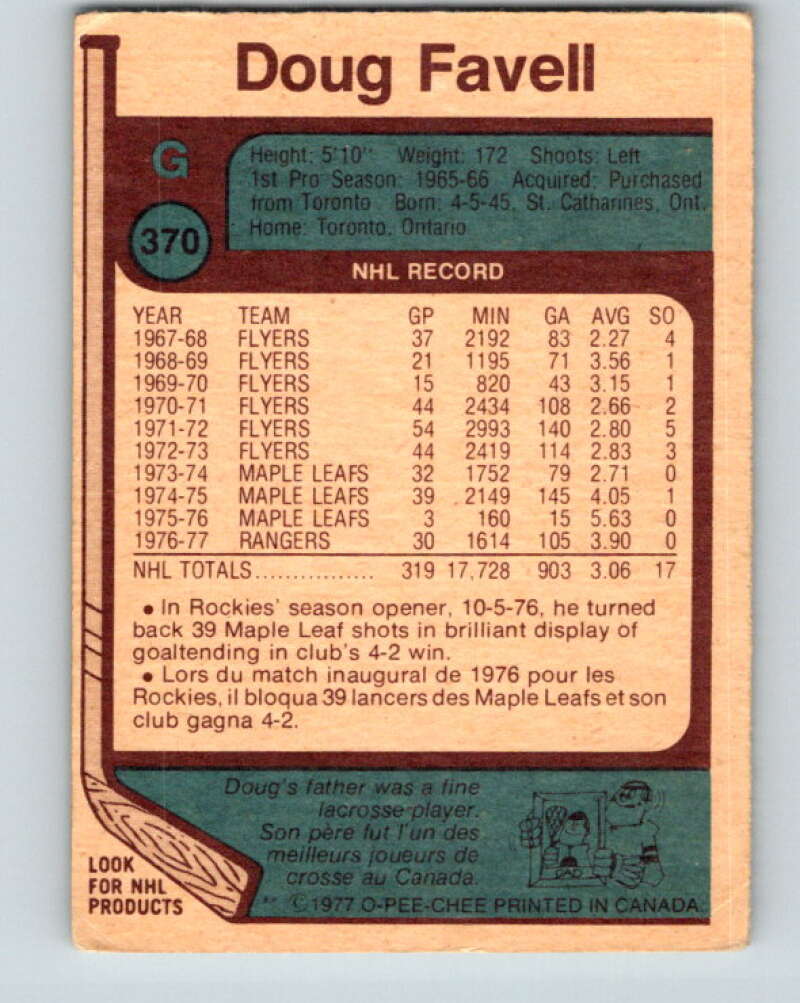 Doug Favell
G
370
Height: 5'10" Weight: 172 Shoots: Left
1st Pro Season: 1965-66 Acquired: Purchased
from Toronto Born: 4-5-45, St. Catharines, Ont.
Home: Toronto, Ontario
NHL RECORD
YEAR TEAM GP MIN GA AVG SO
1967-68 FLYERS 37 2192 83 2.27 4
1968-69 FLYERS 21 1195 71 3.56 1
1969-70 FLYERS 15 820 43 3.15 1
1970-71 FLYERS 44 2434 108 2.66 2
1971-72 FLYERS 54 2993 140 2.80 5
1972-73 FLYERS 44 2419 114 2.83 3
1973-74 MAPLE LEAFS 32 1752 79 2.71 0
1974-75 MAPLE LEAFS 39 2149 145 4.05 1
1975-76 MAPLE LEAFS 3 160 15 5.63 0
1976-77 RANGERS 30 1614 105 3.90 0
NHL TOTALS................ 319 17,728 903 3.06 17
• In Rockies' season opener, 10-5-76, he turned
back 39 Maple Leaf shots in brilliant display of
goaltending in club's 4-2 win.
• Lors du match inaugural de 1976 pour les
Rockies, il bloqua 39 lancers des Maple Leafs et son
club gagna 4-2.
Doug's father was a fine
lacrosse player.
Son père fut l'un des
meilleurs joueurs de
crosse au Canada.
DAD
LOOK
FOR NHL
PRODUCTS
** © 1977 O-PEE-CHEE PRINTED IN CANADA